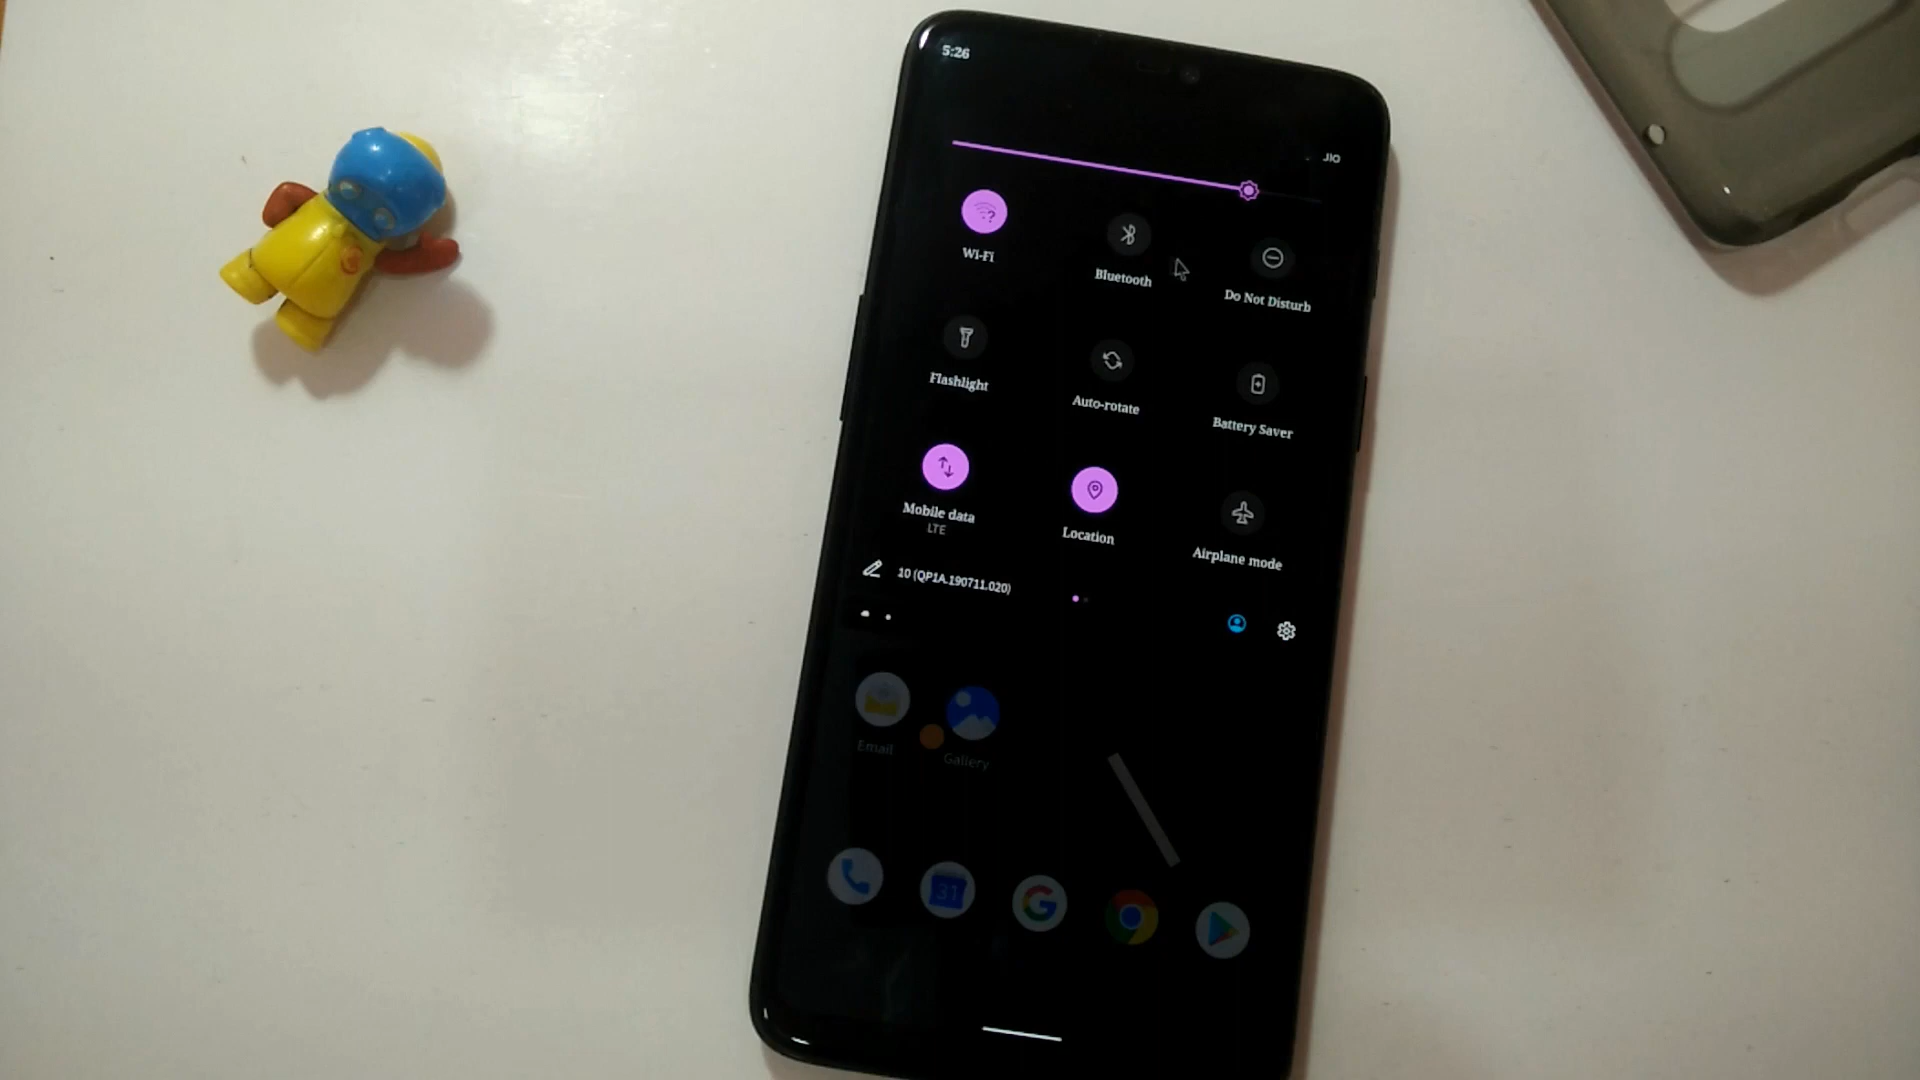 5:26
JIO
Wi-Fi
Bluetooth
Do Not Disturb
Flashlight
Auto-rotate
Battery Saver
Mobile data
LTE
Location
Airplane mode
10 (QP1A.190711.020)
Email
Gallery
31